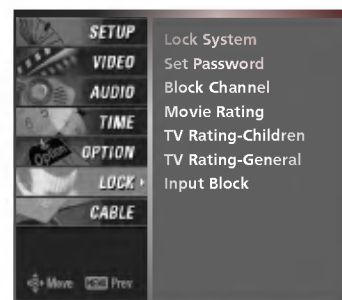 SETUP
VIDEO
AUDIO
TIME
OPTION
LOCK
CABLE
Move MENU Prev
Lock System
Set Password
Block Channel
Movie Rating
TV Rating-Children
TV Rating-General
Input Block